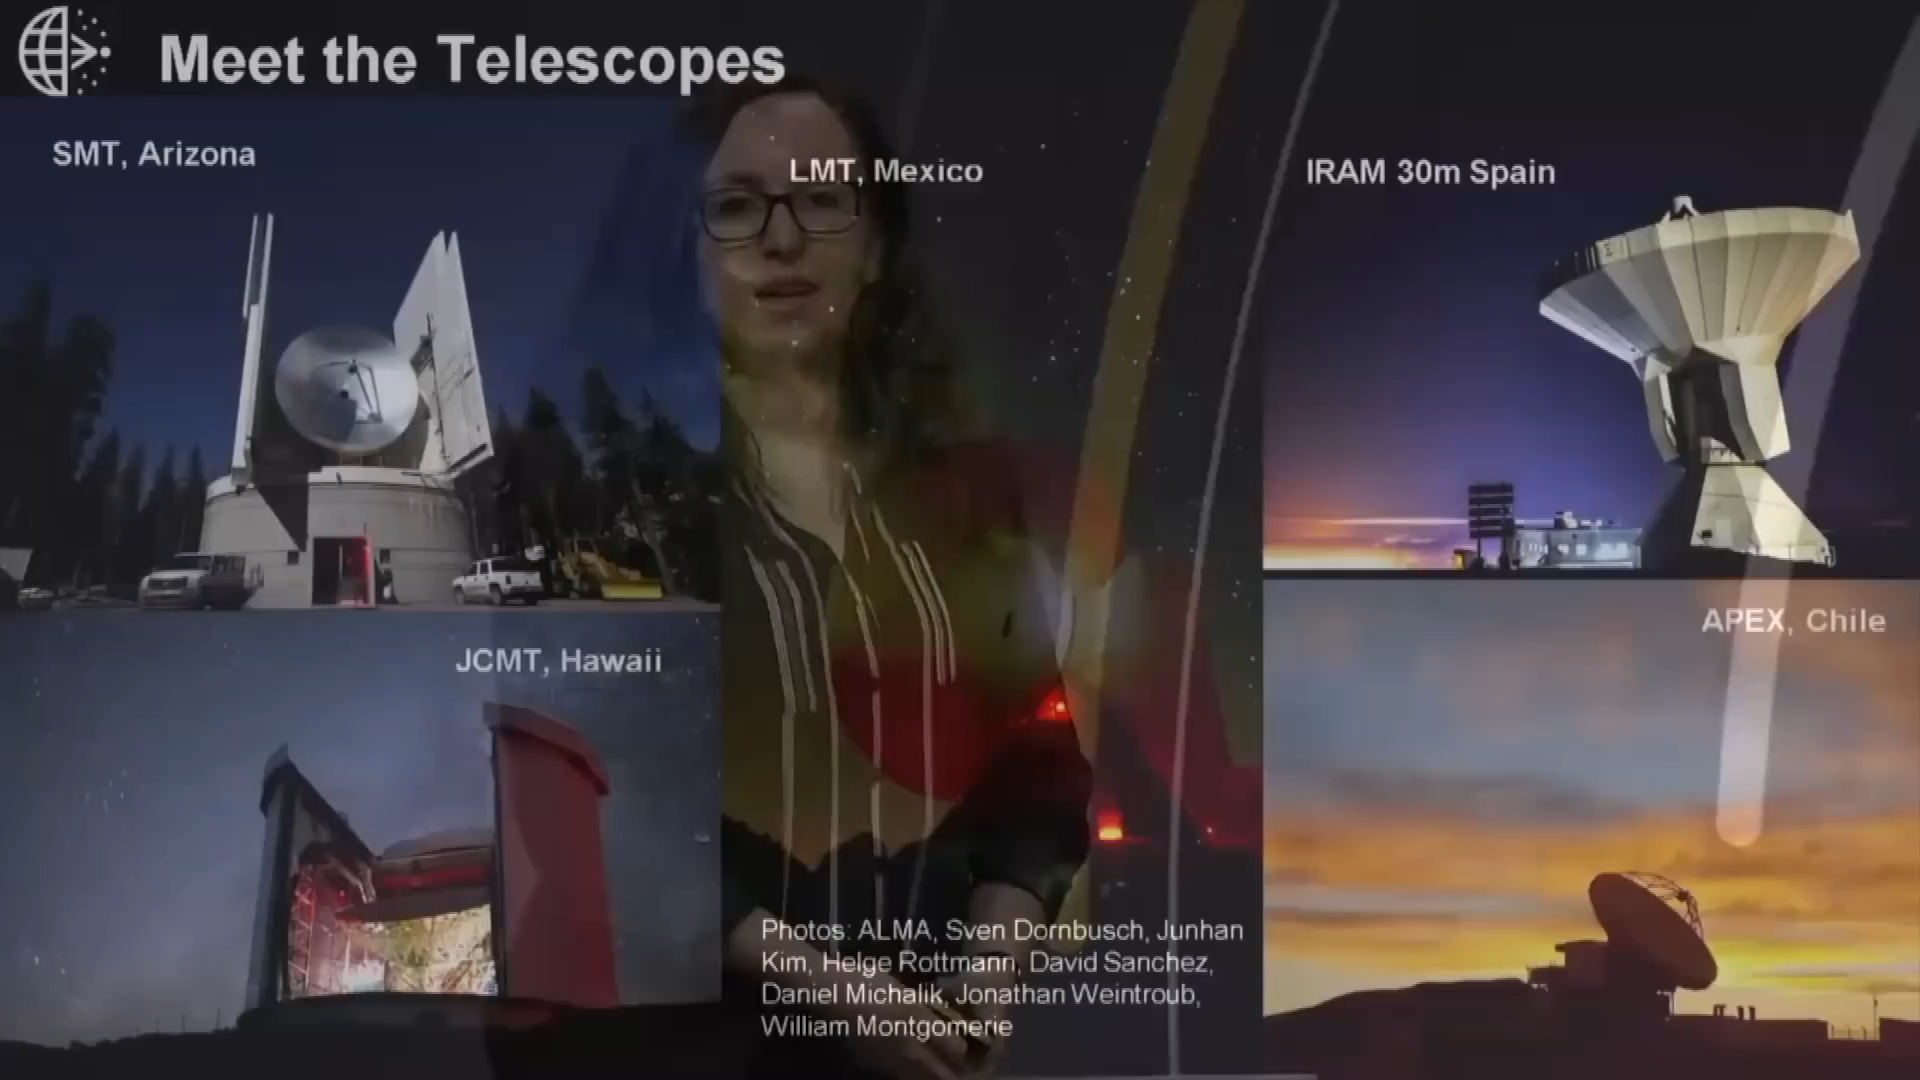 Meet the Telescopes
SMT, Arizona
LMT, Mexico
IRAM 30m Spain
JCMT, Hawaii
APEX, Chile
Photos: ALMA, Sven Dornbusch, Junhan
Kim, Helge Rottmann, David Sanchez,
Daniel Michalik, Jonathan Weintroub,
William Montgomerie